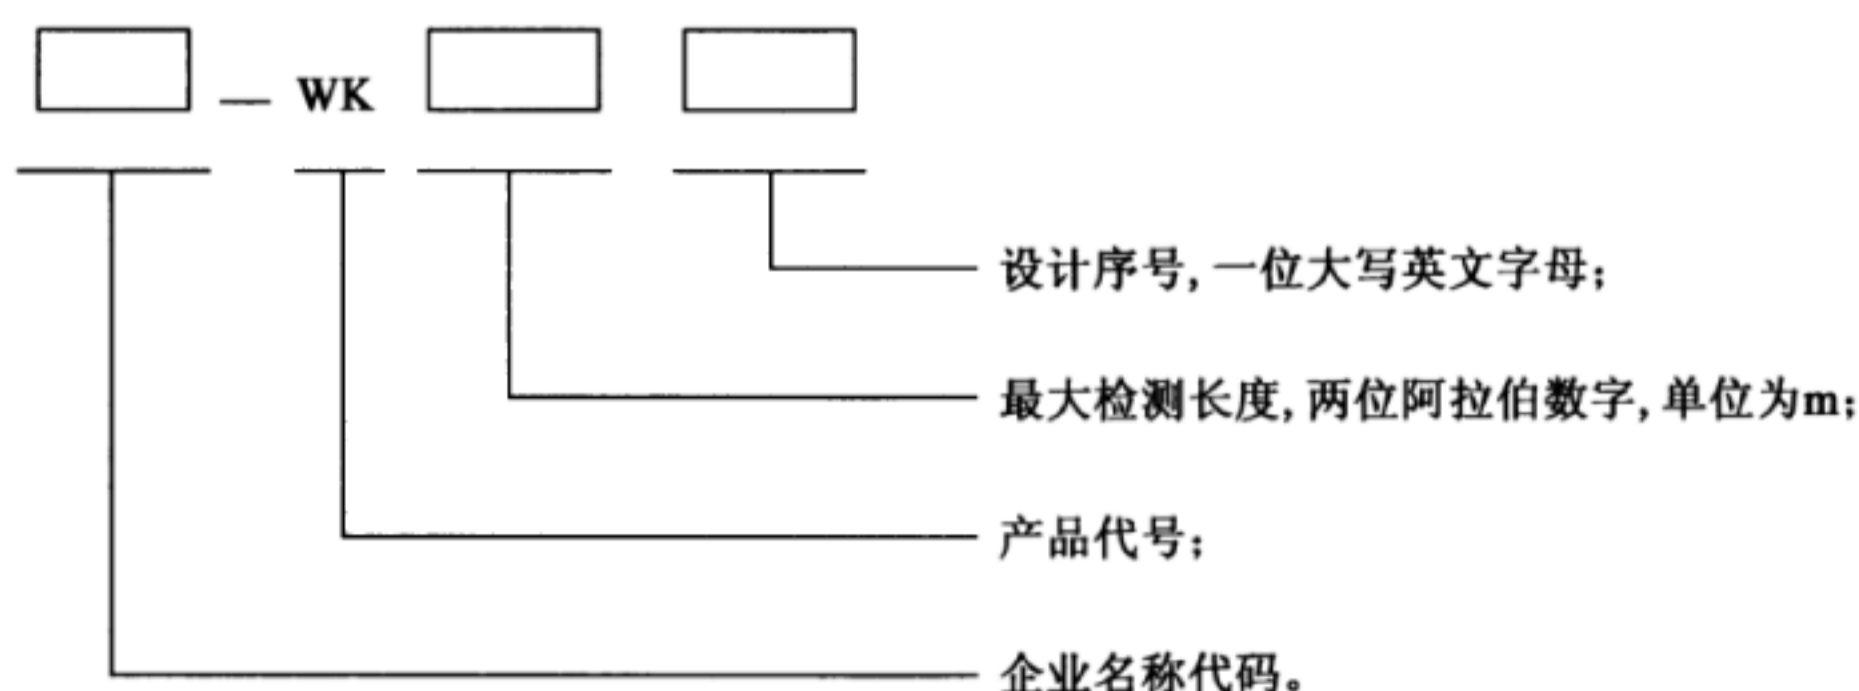 — WK
设计序号,一位大写英文字母;
最大检测长度,两位阿拉伯数字,单位为m;
产品代号;
企业名称代码。